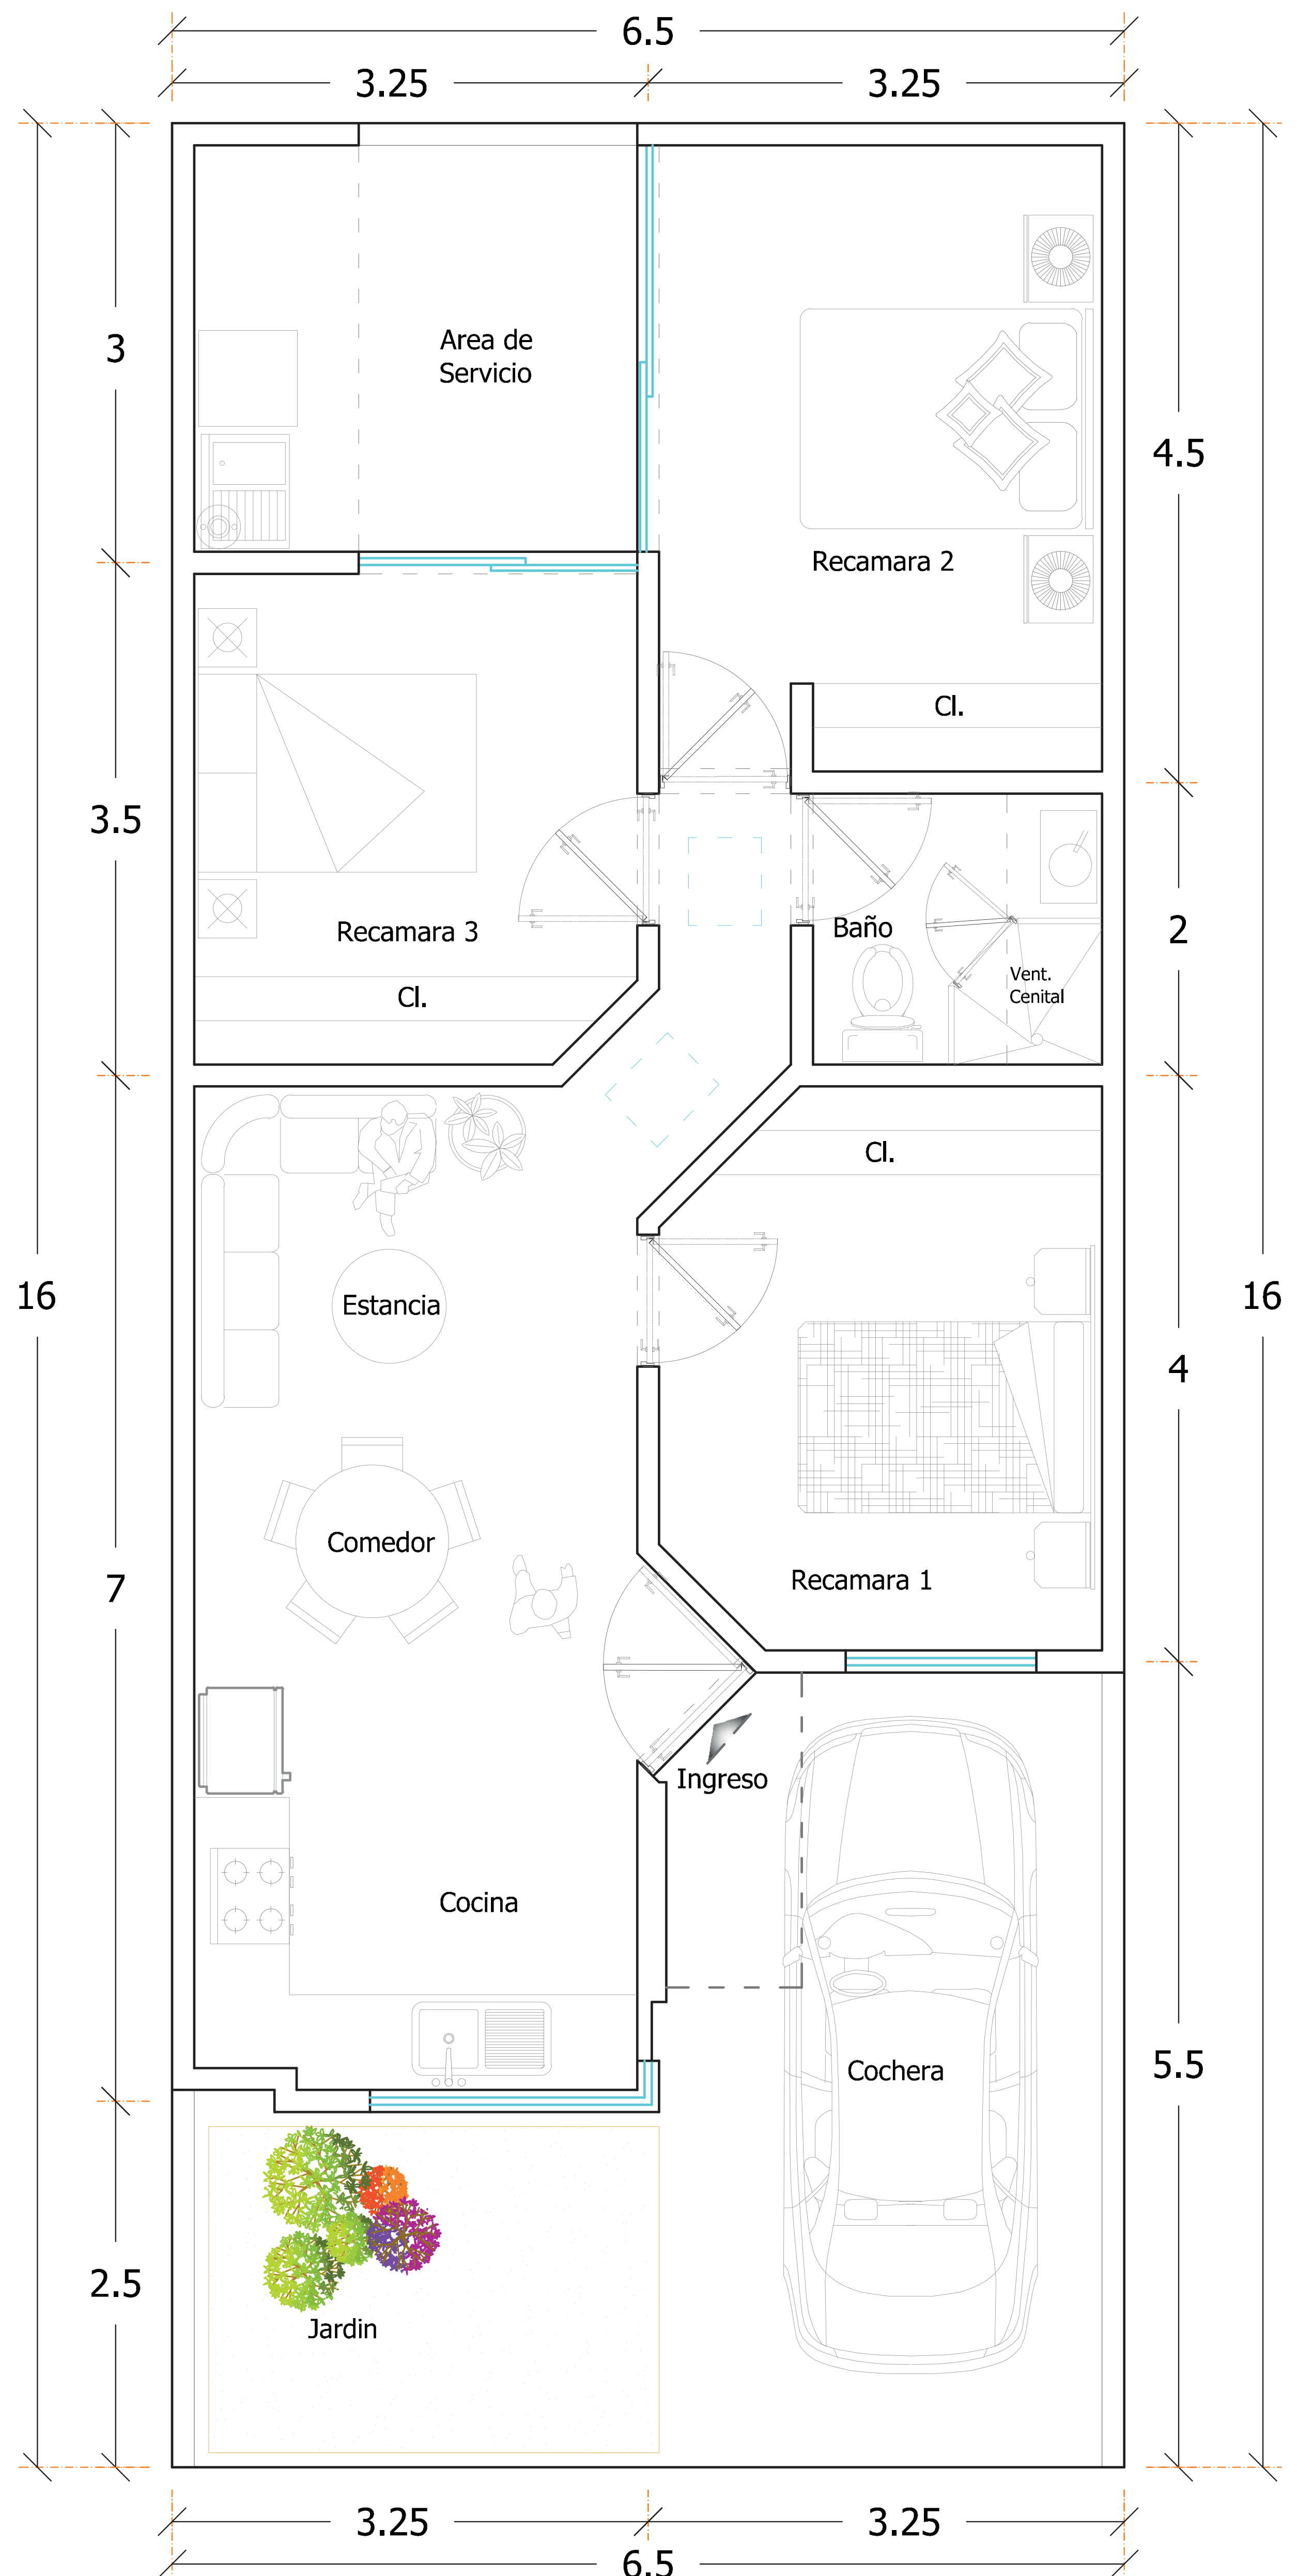 6.5
3.25
3.25
3
Area de
Servicio
4.5
Recamara 2
Cl.
3.5
Recamara 3
Baño
2
Vent.
Cenital
Cl.
Cl.
16
Estancia
16
4
Comedor
Recamara 1
7
Ingreso
Cocina
Cochera
5.5
2.5
Jardin
3.25
3.25
6.5